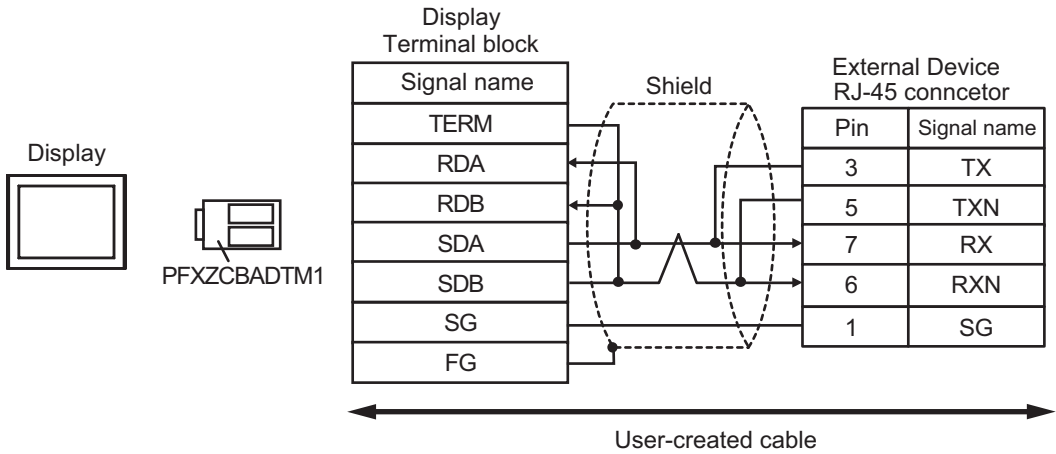 Display
PFXZCBADTM1
Display
Terminal block
Signal name
TERM
RDA
RDB
SDA
SDB
SG
FG
Shield
External Device
RJ-45 conncetor
Pin Signal name
3 TX
5 TXN
7 RX
6 RXN
1 SG
User-created cable